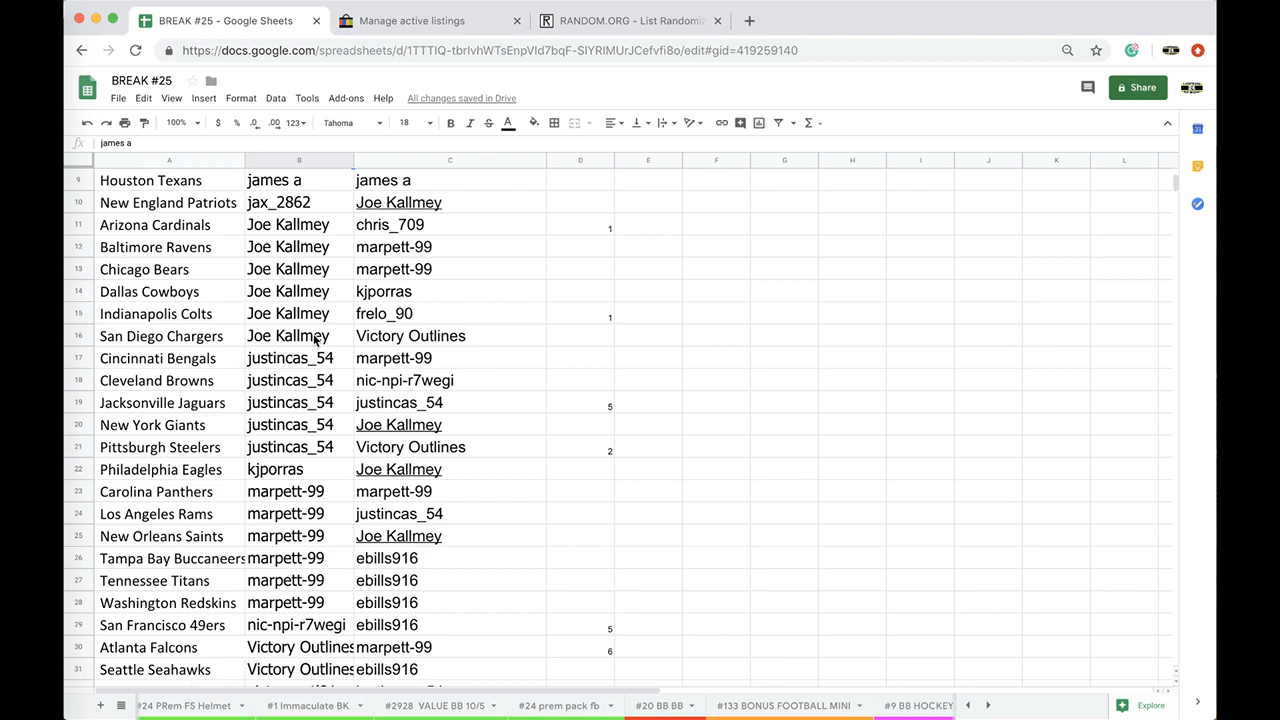 BREAK #25 - Google Sheets
Manage active listings
RANDOM.ORG - List Randomiz
https://docs.google.com/spreadsheets/d/1TTTIQ-tbrIvhWTsEnpVId7bqF-SlYRIMUrJCefvfi8o/edit#gid=419259140
BREAK #25
File Edit View Insert Format Data Tools Add-ons Help All changes saved in Drive
Share
100% $ % .0 .00 123 Tahoma 18 B I S A
fx james a
A B C D E F G H I J K L
9 Houston Texans james a james a
10 New England Patriots jax_2862 Joe Kallmey
11 Arizona Cardinals Joe Kallmey chris_709 1
12 Baltimore Ravens Joe Kallmey marpett-99
13 Chicago Bears Joe Kallmey marpett-99
14 Dallas Cowboys Joe Kallmey kjporras
15 Indianapolis Colts Joe Kallmey frelo_90 1
16 San Diego Chargers Joe Kallmey Victory Outlines
17 Cincinnati Bengals justincas_54 marpett-99
18 Cleveland Browns justincas_54 nic-npi-r7wegi
19 Jacksonville Jaguars justincas_54 justincas_54 5
20 New York Giants justincas_54 Joe Kallmey
21 Pittsburgh Steelers justincas_54 Victory Outlines 2
22 Philadelphia Eagles kjporras Joe Kallmey
23 Carolina Panthers marpett-99 marpett-99
24 Los Angeles Rams marpett-99 justincas_54
25 New Orleans Saints marpett-99 Joe Kallmey
26 Tampa Bay Buccaneers marpett-99 ebills916
27 Tennessee Titans marpett-99 ebills916
28 Washington Redskins marpett-99 ebills916
29 San Francisco 49ers nic-npi-r7wegi ebills916 5
30 Atlanta Falcons Victory Outlines marpett-99 6
31 Seattle Seahawks Victory Outlines ebills916
#24 PRem FS Helmet #1 Immaculate BK #2928 VALUE BB 10/5 #24 prem pack fb #20 BB BB #133 BONUS FOOTBALL MINI #9 BB HOCKEY
Explore